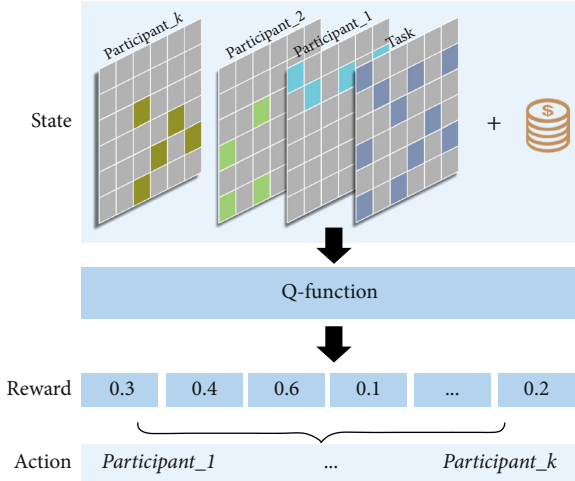 Participant_k
Participant_2
Participant_1
Task
State
+
$
Q-function
Reward 0.3 0.4 0.6 0.1 ... 0.2
Action Participant_1 ... Participant_k